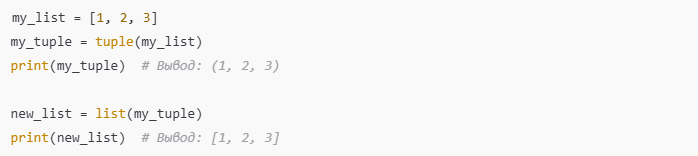 my_list = [1, 2, 3]
my_tuple = tuple(my_list)
print(my_tuple)  # Вывод: (1, 2, 3)
new_list = list(my_tuple)
print(new_list)  # Вывод: [1, 2, 3]